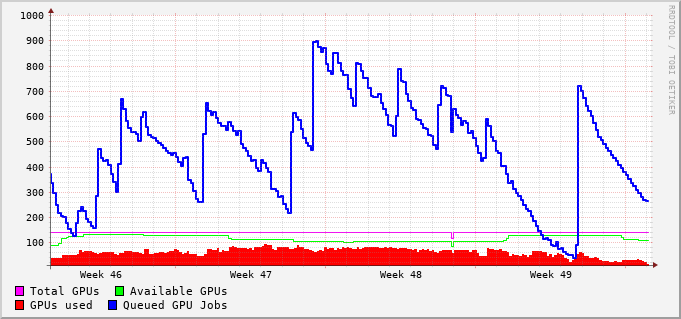 1000
900
800
700
600
500
400
300
200
100
Week 46 Week 47 Week 48 Week 49
Total GPUs Available GPUs
GPUs used Queued GPU Jobs
RRDTOOL / TOBI OETIKER